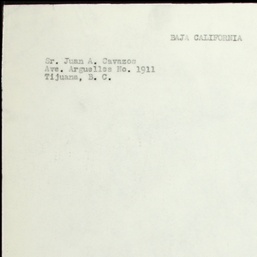 BAJA CALIFORNIA
Sr. Juan A. Cavazos
Ave. Arguelles No. 1911
Tijuana, B. C.